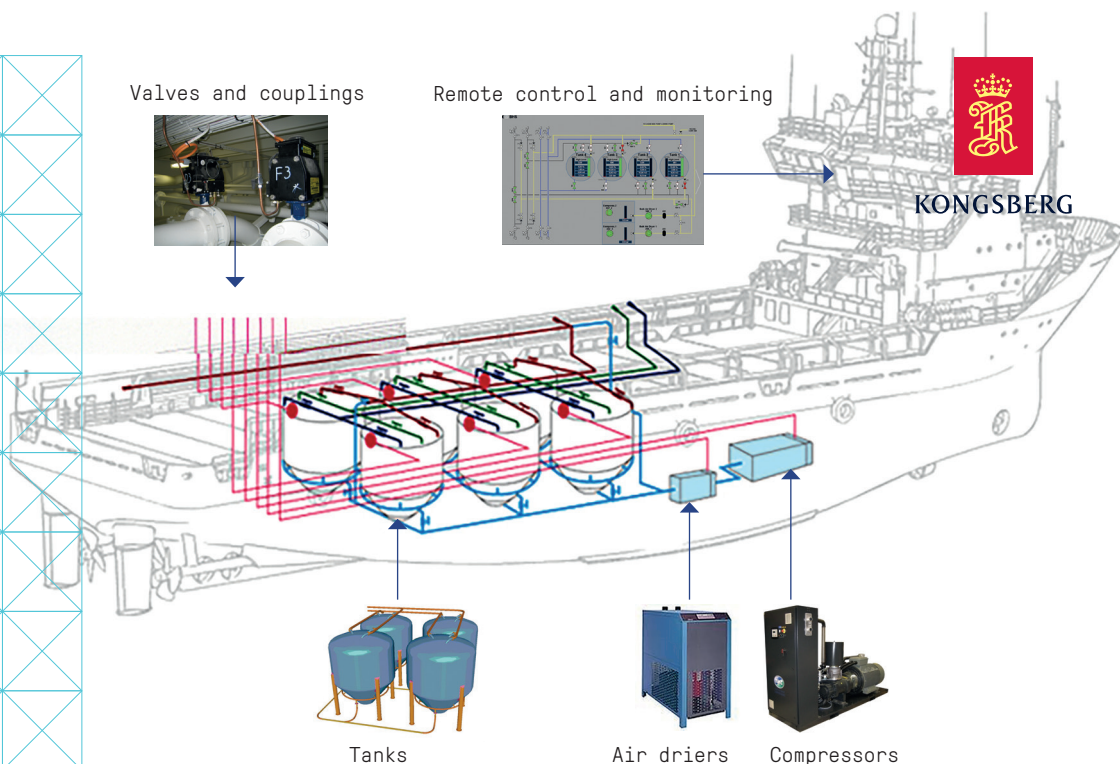 Valves and couplings
Remote control and monitoring
F3
KONGSBERG
Tanks
Air driers
Compressors